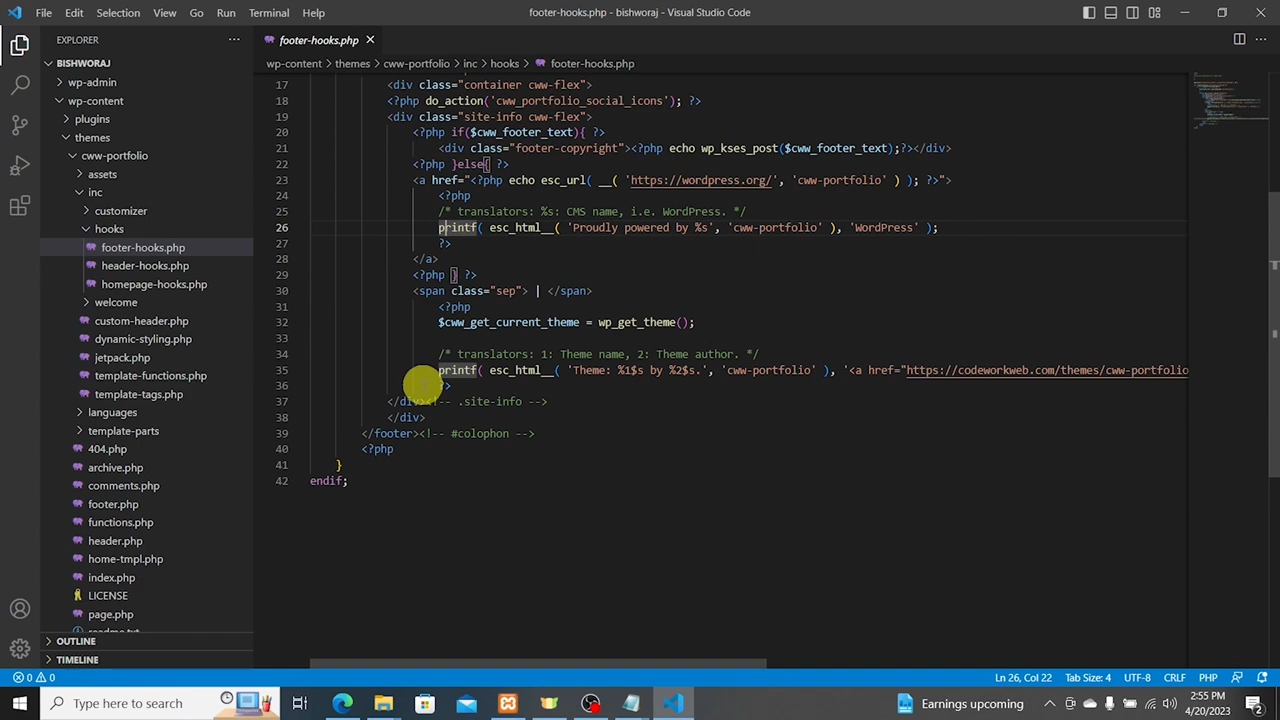 File Edit Selection View Go Run Terminal Help
footer-hooks.php - bishworaj - Visual Studio Code
EXPLORER
footer-hooks.php
wp-content > themes > cww-portfolio > inc > hooks > footer-hooks.php
BISHWORAJ
wp-admin
wp-content
plugins
themes
cww-portfolio
assets
inc
customizer
hooks
footer-hooks.php
header-hooks.php
homepage-hooks.php
welcome
custom-header.php
dynamic-styling.php
jetpack.php
template-functions.php
template-tags.php
languages
template-parts
404.php
archive.php
comments.php
footer.php
functions.php
header.php
home-tmpl.php
index.php
LICENSE
page.php
readme.txt
OUTLINE
TIMELINE
17 <div class="container cww-flex">
18 <?php do_action('cww_portfolio_social_icons'); ?>
19 <div class="site-info cww-flex">
20 <?php if($cww_footer_text){ ?>
21 <div class="footer-copyright"><?php echo wp_kses_post($cww_footer_text);?></div>
22 <?php }else{ ?>
23 <a href="<?php echo esc_url( __( 'https://wordpress.org/', 'cww-portfolio' ) ); ?>">
24 <?php
25 /* translators: %s: CMS name, i.e. WordPress. */
26 printf( esc_html__( 'Proudly powered by %s', 'cww-portfolio' ), 'WordPress' );
27 ?>
28 </a>
29 <?php } ?>
30 <span class="sep"> | </span>
31 <?php
32 $cww_get_current_theme = wp_get_theme();
33
34 /* translators: 1: Theme name, 2: Theme author. */
35 printf( esc_html__( 'Theme: %1$s by %2$s.', 'cww-portfolio' ), '<a href="https://codeworkweb.com/themes/cww-portfolio
36 ?>
37 </div><!-- .site-info -->
38 </div>
39 </footer><!-- #colophon -->
40 <?php
41 }
42 endif;
0 0 Ln 26, Col 22 Tab Size: 4 UTF-8 CRLF PHP
Type here to search
Earnings upcoming
2:55 PM
4/20/2023
2